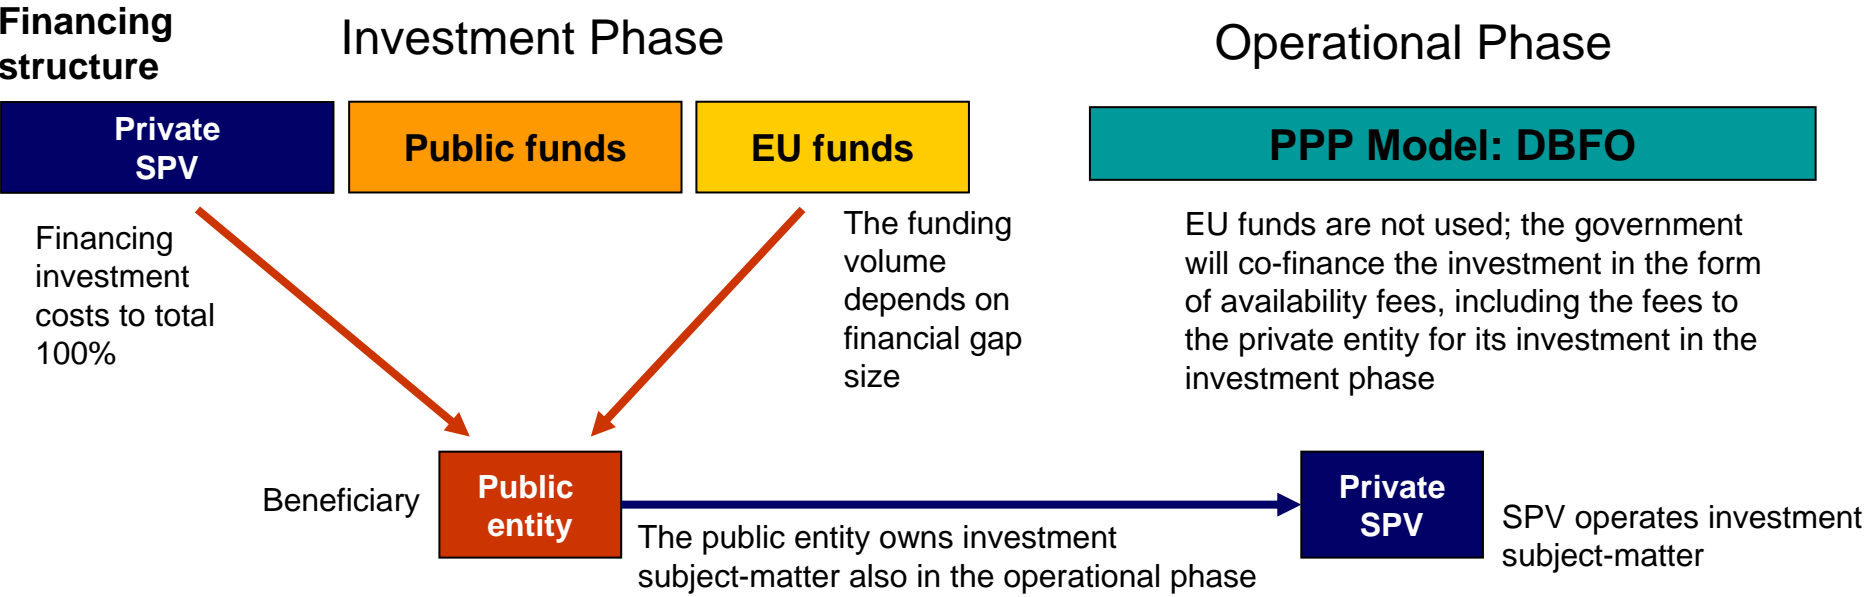 Financing
structure
Investment Phase
Operational Phase
Private
SPV
Public funds
EU funds
PPP Model: DBFO
Financing
investment
costs to total
100%
The funding
volume
depends on
financial gap
size
EU funds are not used; the government
will co-finance the investment in the form
of availability fees, including the fees to
the private entity for its investment in the
investment phase
Beneficiary
Public
entity
The public entity owns investment
subject-matter also in the operational phase
Private
SPV
SPV operates investment
subject-matter